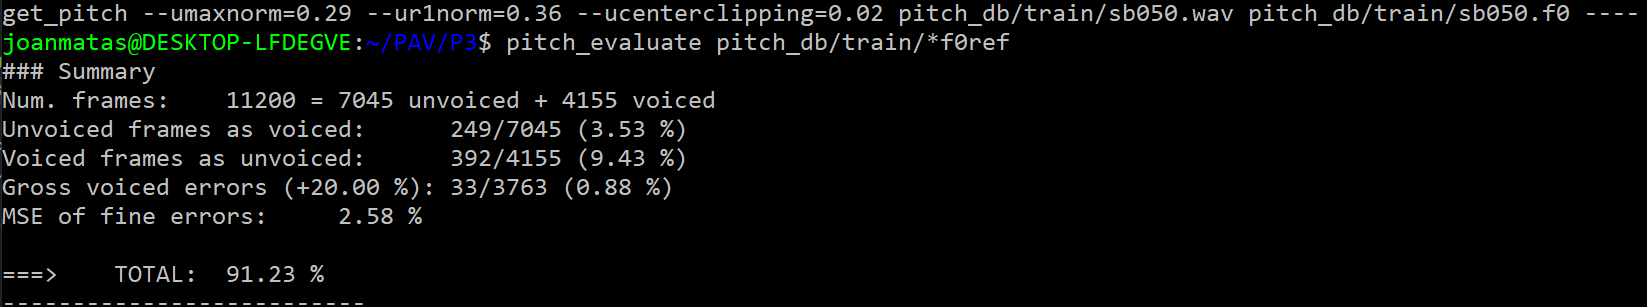 get_pitch --umaxnorm=0.29 --ur1norm=0.36 --ucenterclipping=0.02 pitch_db/train/sb050.wav pitch_db/train/sb050.f0 ----
joanmatas@DESKTOP-LFDEGVE:~/PAV/P3$ pitch_evaluate pitch_db/train/*f0ref
### Summary
Num. frames:    11200 = 7045 unvoiced + 4155 voiced
Unvoiced frames as voiced:      249/7045 (3.53 %)
Voiced frames as unvoiced:      392/4155 (9.43 %)
Gross voiced errors (+20.00 %): 33/3763 (0.88 %)
MSE of fine errors:     2.58 %
===>    TOTAL:  91.23 %
--------------------------